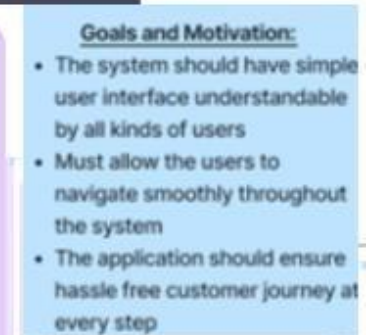 Goals and Motivation:
• The system should have simple
user interface understandable
by all kinds of users
• Must allow the users to
navigate smoothly throughout
the system
• The application should ensure
hassle free customer journey at
every step